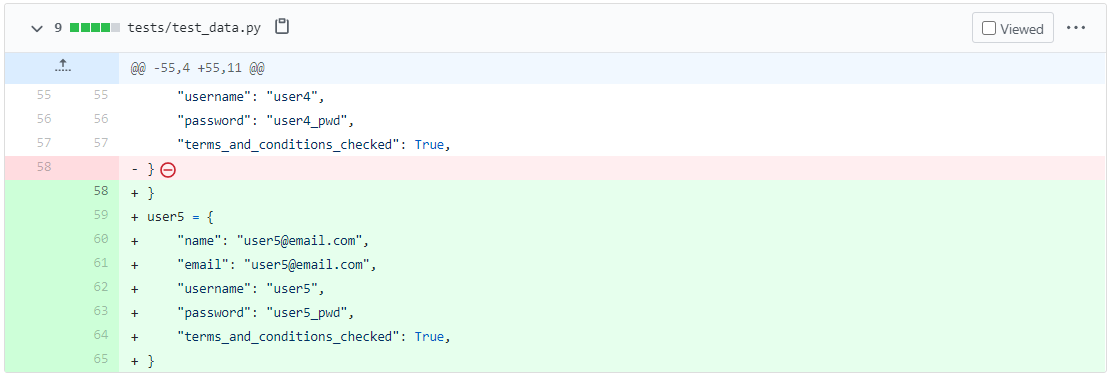 9 tests/test_data.py Viewed ...
@@ -55,4 +55,11 @@
55 55 "username": "user4",
56 56 "password": "user4_pwd",
57 57 "terms_and_conditions_checked": True,
58 - }
58 + }
59 + user5 = {
60 + "name": "user5@email.com",
61 + "email": "user5@email.com",
62 + "username": "user5",
63 + "password": "user5_pwd",
64 + "terms_and_conditions_checked": True,
65 + }